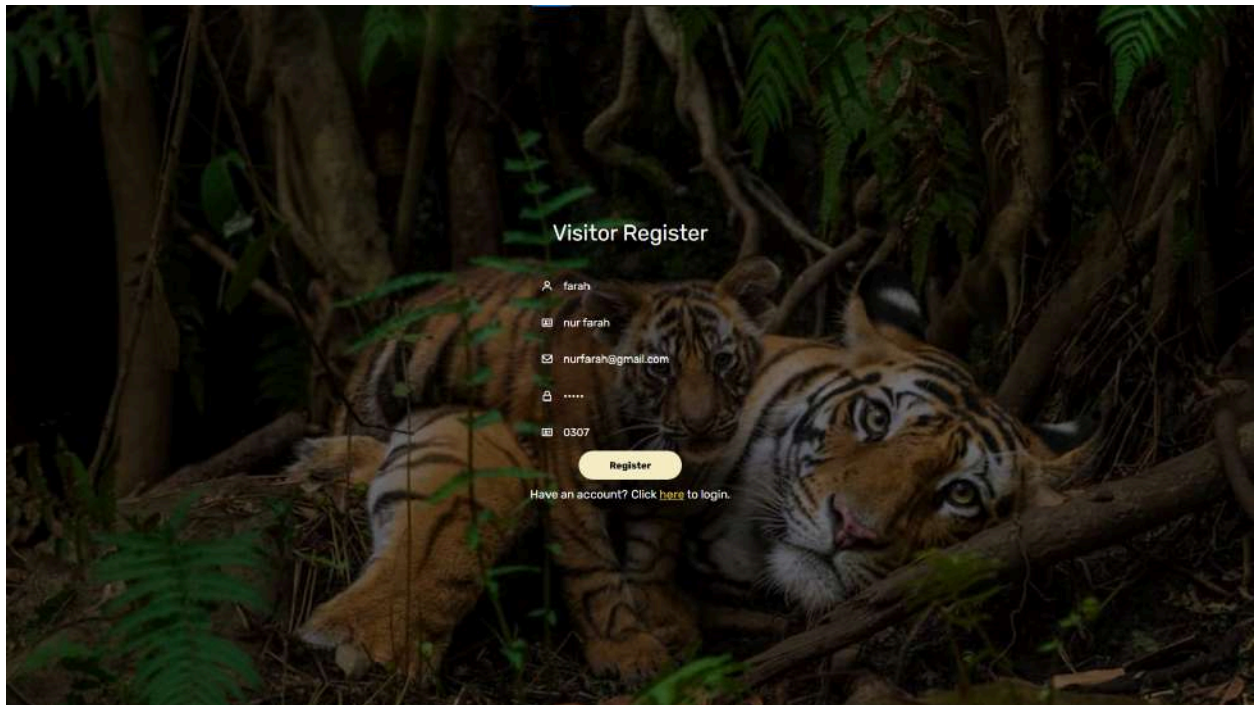 Visitor Register
farah
nur farah
nurfarah@gmail.com
•••••
0307
Register
Have an account? Click here to login.